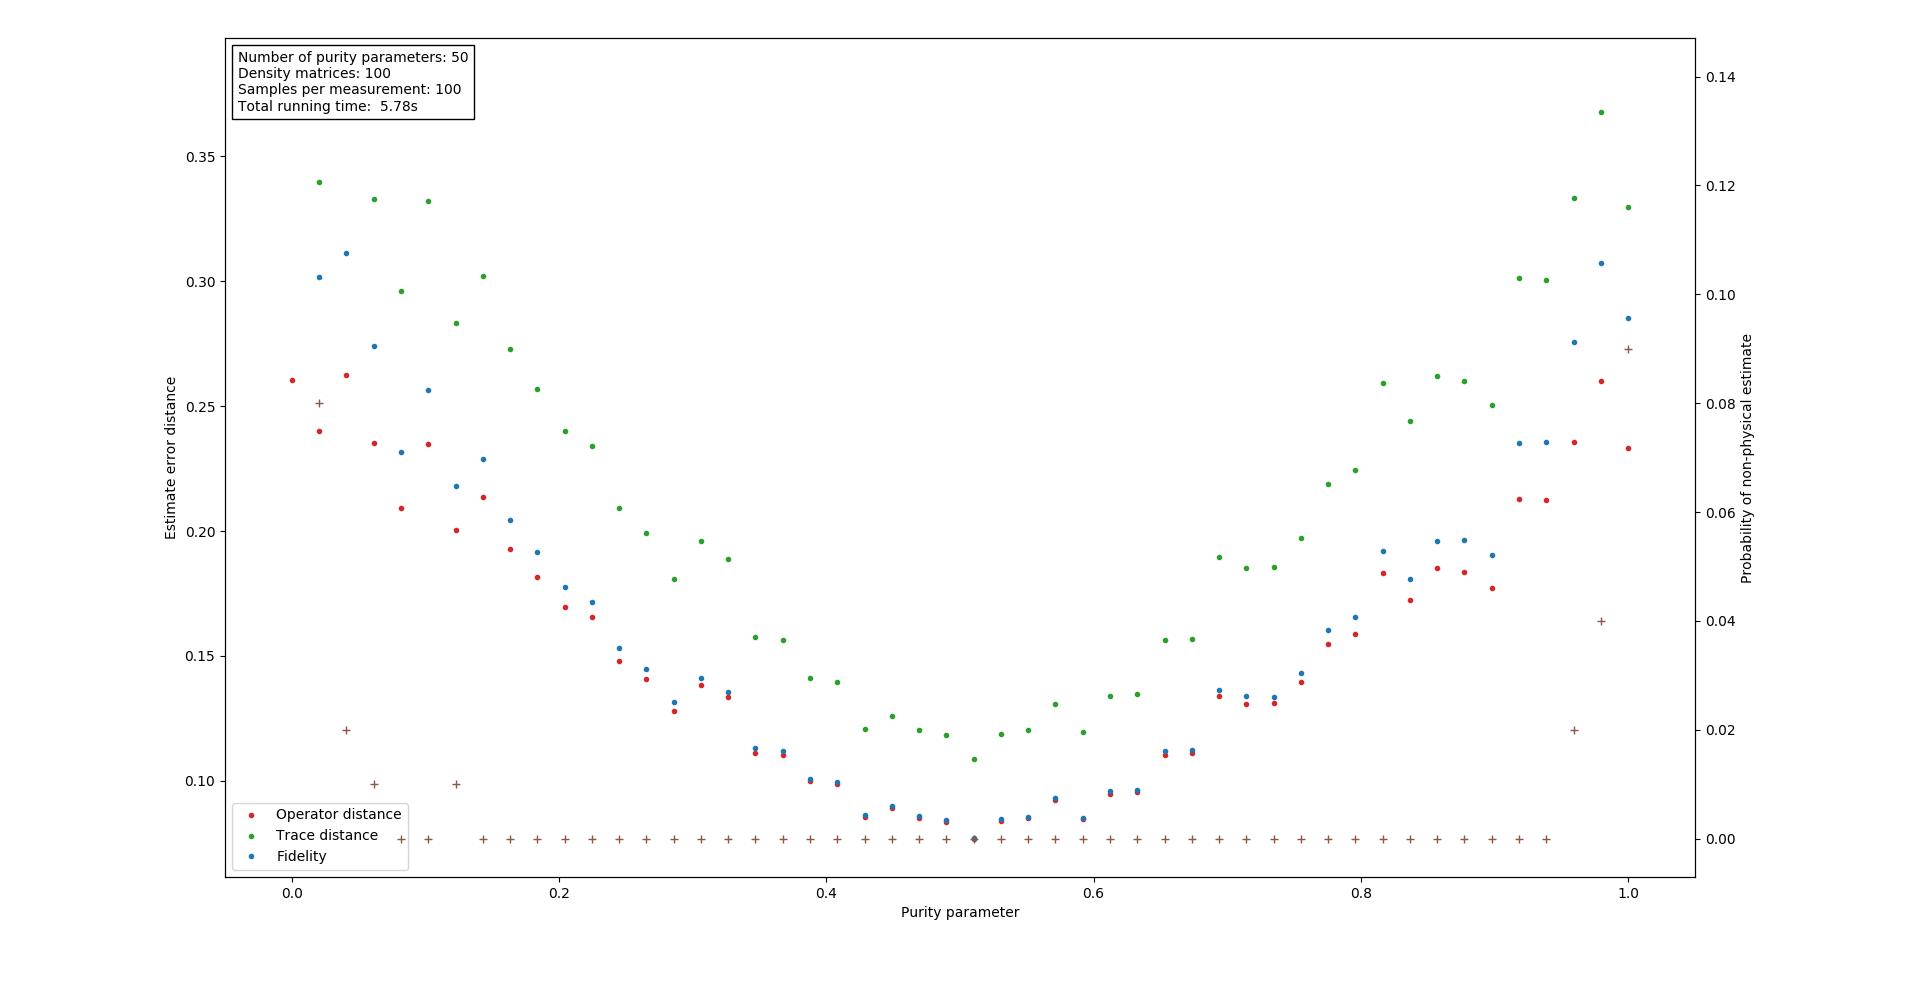 Number of purity parameters: 50
Density matrices: 100
Samples per measurement: 100
Total running time:  5.78s
0.35
0.30
0.25
0.20
0.15
0.10
Estimate error distance
0.14
0.12
0.10
0.08
0.06
0.04
0.02
0.00
Probability of non-physical estimate
Operator distance
Trace distance
Fidelity
0.0 0.2 0.4 0.6 0.8 1.0
Purity parameter